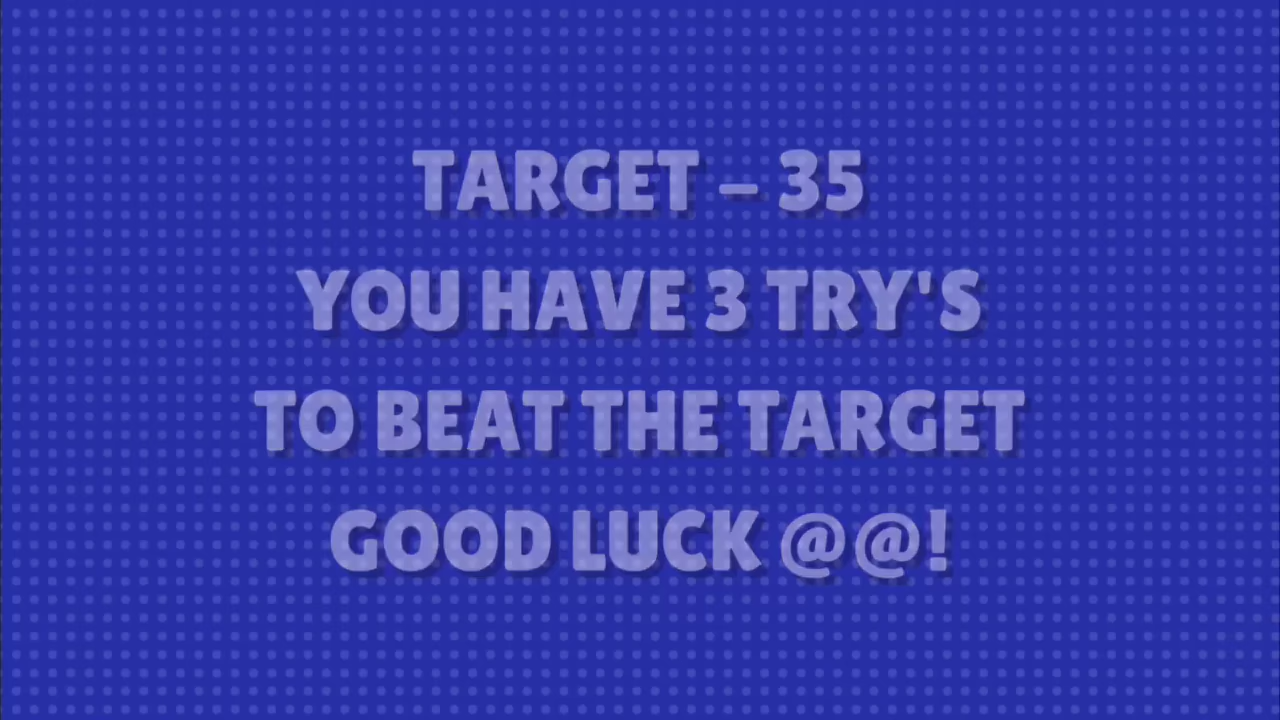 TARGET – 35
YOU HAVE 3 TRY'S
TO BEAT THE TARGET
GOOD LUCK @@!